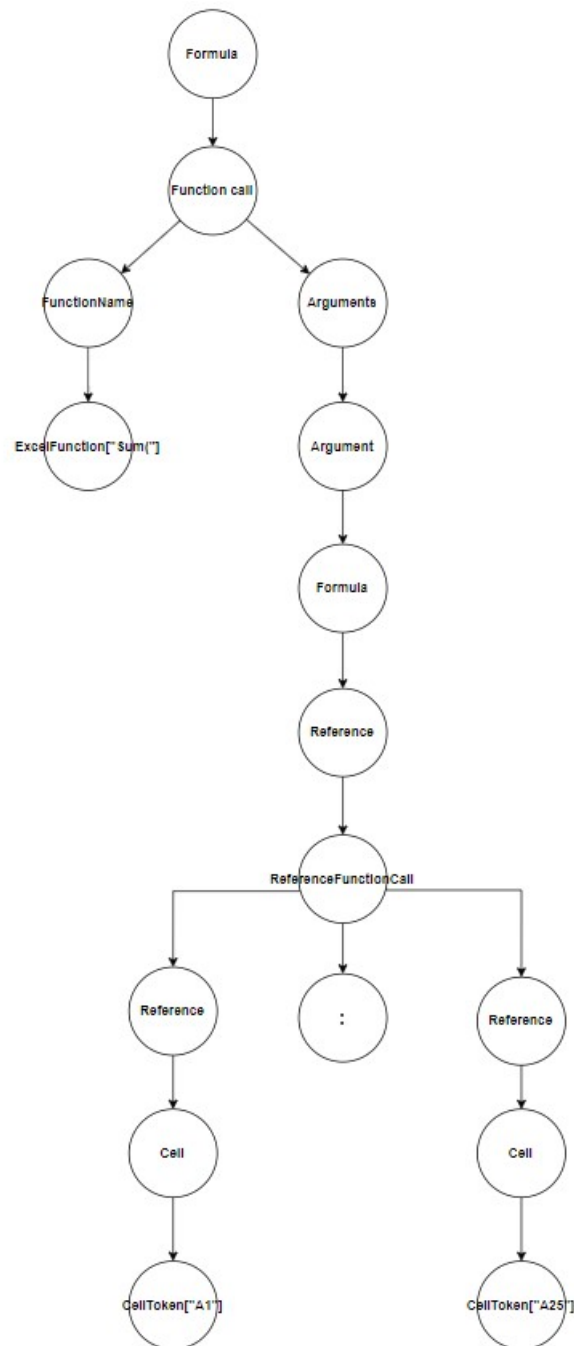 Formula
Function call
FunctionName
Arguments
ExcelFunction["Sum("]
Argument
Formula
Reference
ReferenceFunctionCall
Reference
:
Reference
Cell
Cell
CellToken["A1"]
CellToken["A25"]